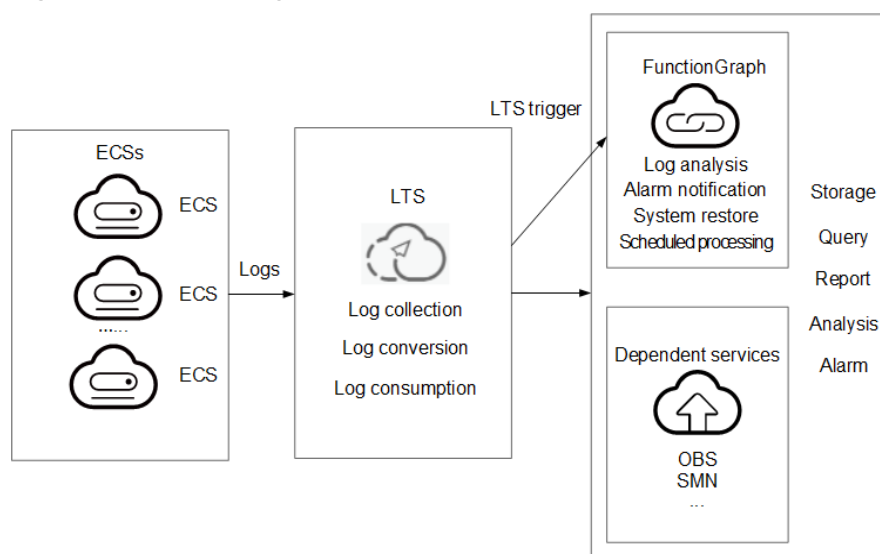 ECSs
ECS
ECS
......
ECS
Logs
LTS
Log collection
Log conversion
Log consumption
LTS trigger
FunctionGraph
Log analysis
Alarm notification
System restore
Scheduled processing
Dependent services
OBS
SMN
...
Storage
Query
Report
Analysis
Alarm